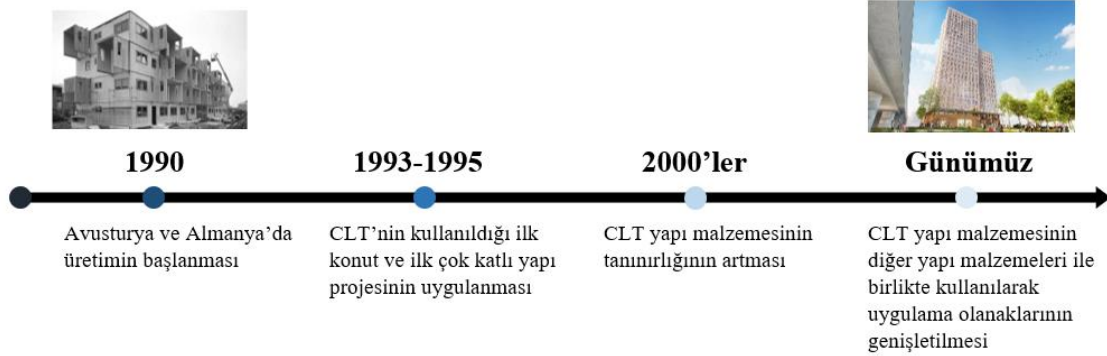 1990
Avusturya ve Almanya’da
üretimin başlanması
1993-1995
CLT’nin kullanıldığı ilk
konut ve ilk çok katlı yapı
projesinin uygulanması
2000’ler
CLT yapı malzemesinin
tanınırlığının artması
Günümüz
CLT yapı malzemesinin
diğer yapı malzemeleri ile
birlikte kullanılarak
uygulama olanaklarının
genişletilmesi